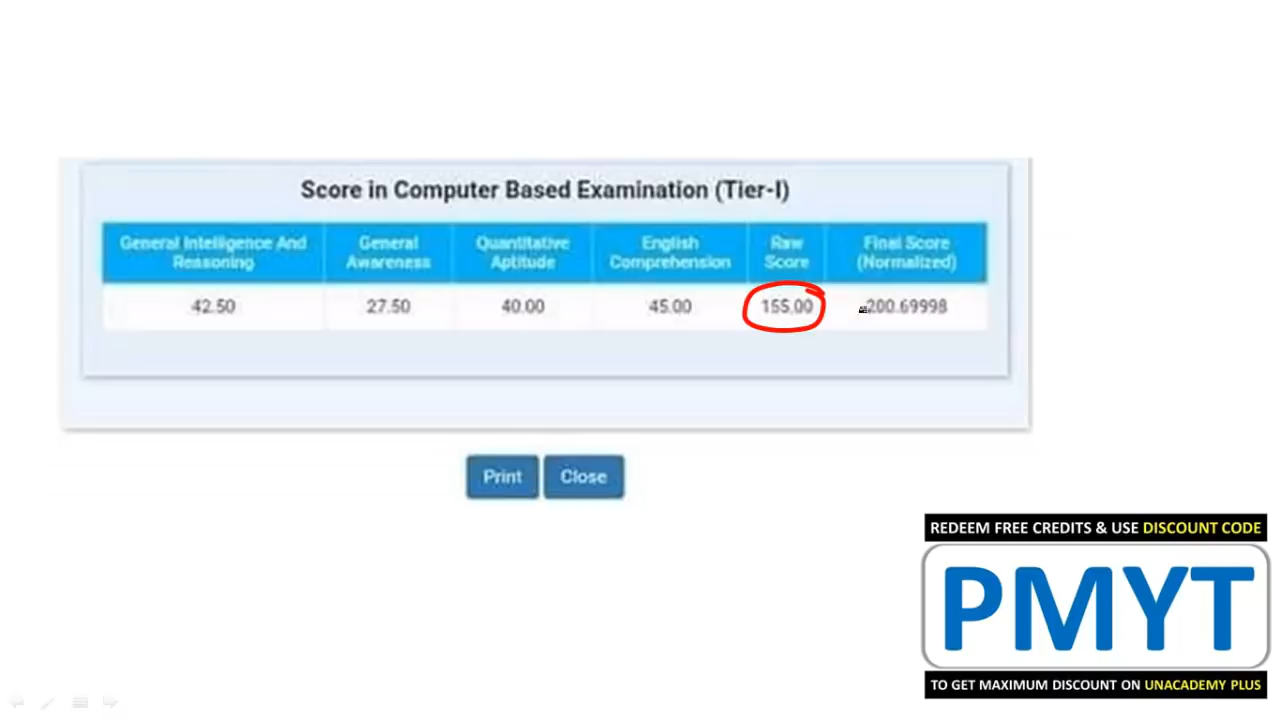 Score in Computer Based Examination (Tier-I)
General Intelligence And Reasoning
General Awareness
Quantitative Aptitude
English Comprehension
Raw Score
Final Score (Normalized)
42.50 27.50 40.00 45.00 155.00 200.69998
Print Close
REDEEM FREE CREDITS & USE DISCOUNT CODE
PMYT
TO GET MAXIMUM DISCOUNT ON UNACADEMY PLUS